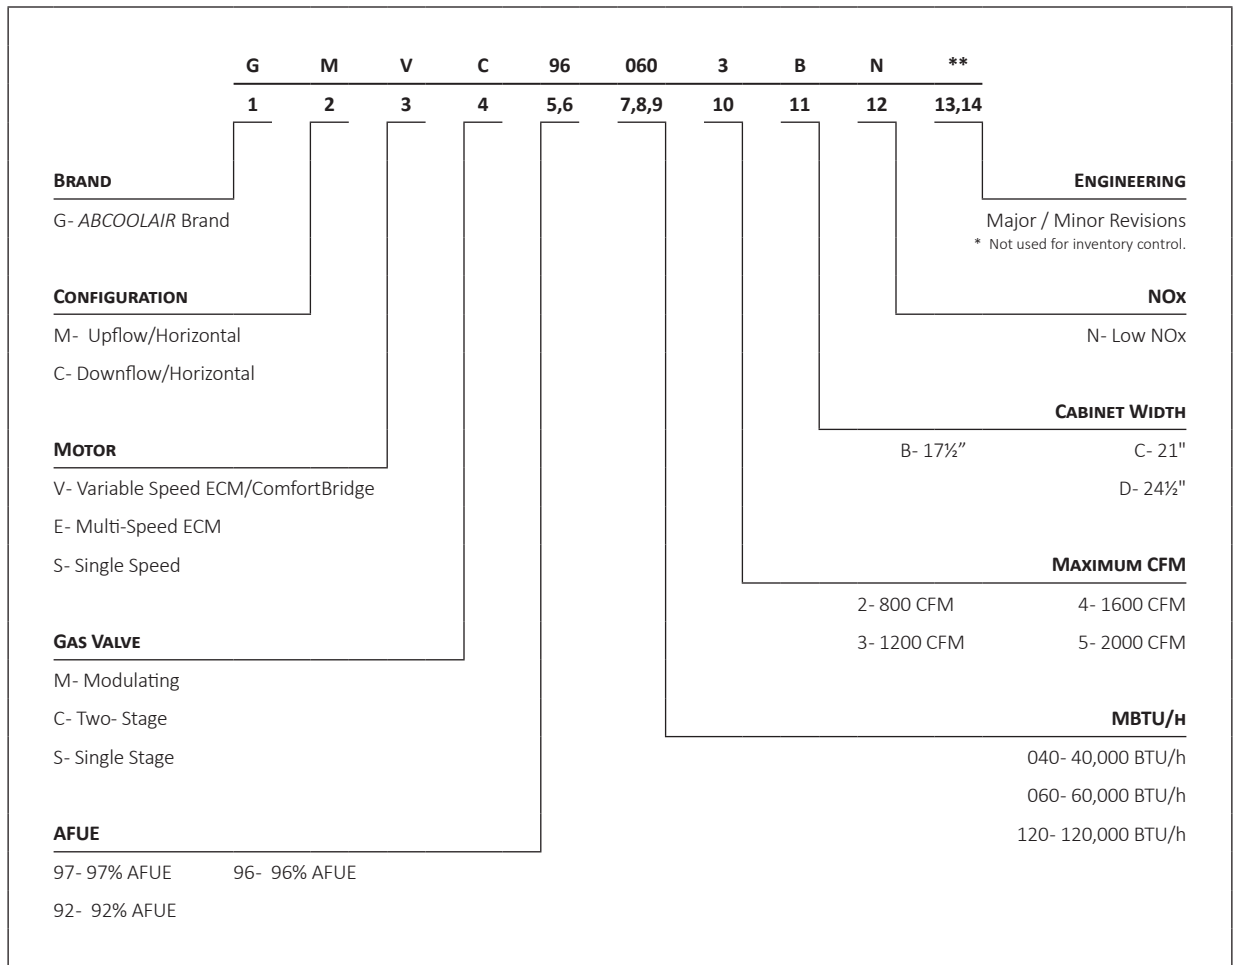 G M V C 96 060 3 B N **
1 2 3 4 5,6 7,8,9 10 11 12 13,14
BRAND
G- ABCOOLAIR Brand
ENGINEERING
Major / Minor Revisions
* Not used for inventory control.
CONFIGURATION
M- Upflow/Horizontal
C- Downflow/Horizontal
NOx
N- Low NOx
CABINET WIDTH
B- 17½” C- 21"
D- 24½"
MOTOR
V- Variable Speed ECM/ComfortBridge
E- Multi-Speed ECM
S- Single Speed
MAXIMUM CFM
2- 800 CFM 4- 1600 CFM
3- 1200 CFM 5- 2000 CFM
GAS VALVE
M- Modulating
C- Two- Stage
S- Single Stage
MBTU/H
040- 40,000 BTU/h
060- 60,000 BTU/h
120- 120,000 BTU/h
AFUE
97- 97% AFUE 96- 96% AFUE
92- 92% AFUE